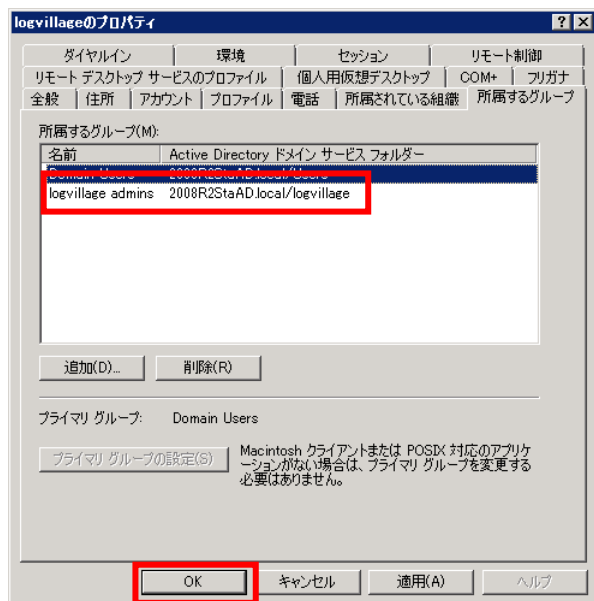 logvillageのプロパティ
ダイヤルイン 環境 セッション リモート制御
リモート デスクトップ サービスのプロファイル 個人用仮想デスクトップ COM+ フリガナ
全般 住所 アカウント プロファイル 電話 所属されている組織 所属するグループ
所属するグループ(M):
名前 Active Directory ドメイン サービス フォルダー
Domain Users 2008R2StaAD.local/Users
logvillage admins 2008R2StaAD.local/logvillage
追加(D)... 削除(R)
プライマリ グループ: Domain Users
プライマリ グループの設定(S)
Macintosh クライアントまたは POSIX 対応のアプリケ
ーションがない場合は、プライマリ グループを変更する
必要はありません。
OK キャンセル 適用(A) ヘルプ